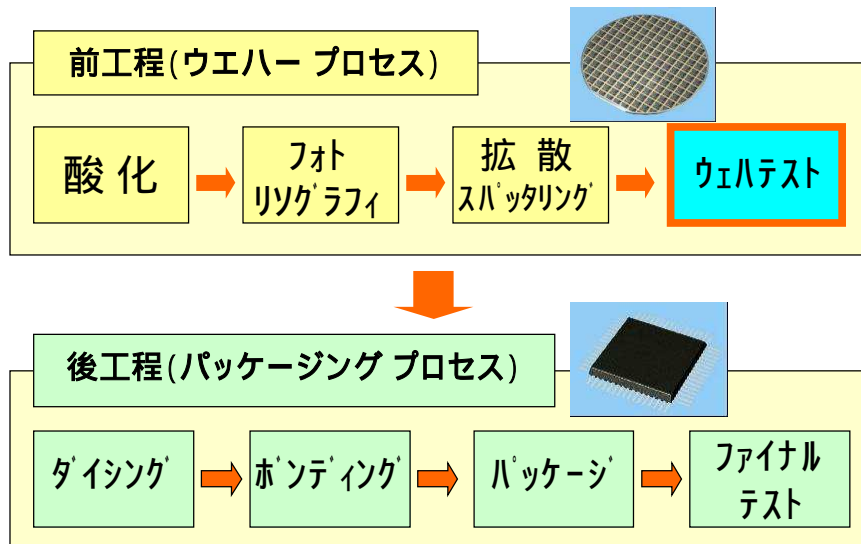 前工程(ウエハー プロセス)
酸 化
フォト
リソグラフィ
拡 散
スパッタリング
ウェハテスト
後工程(パッケージング プロセス)
ダイシング
ボンディング
パッケージ
ファイナル
テスト